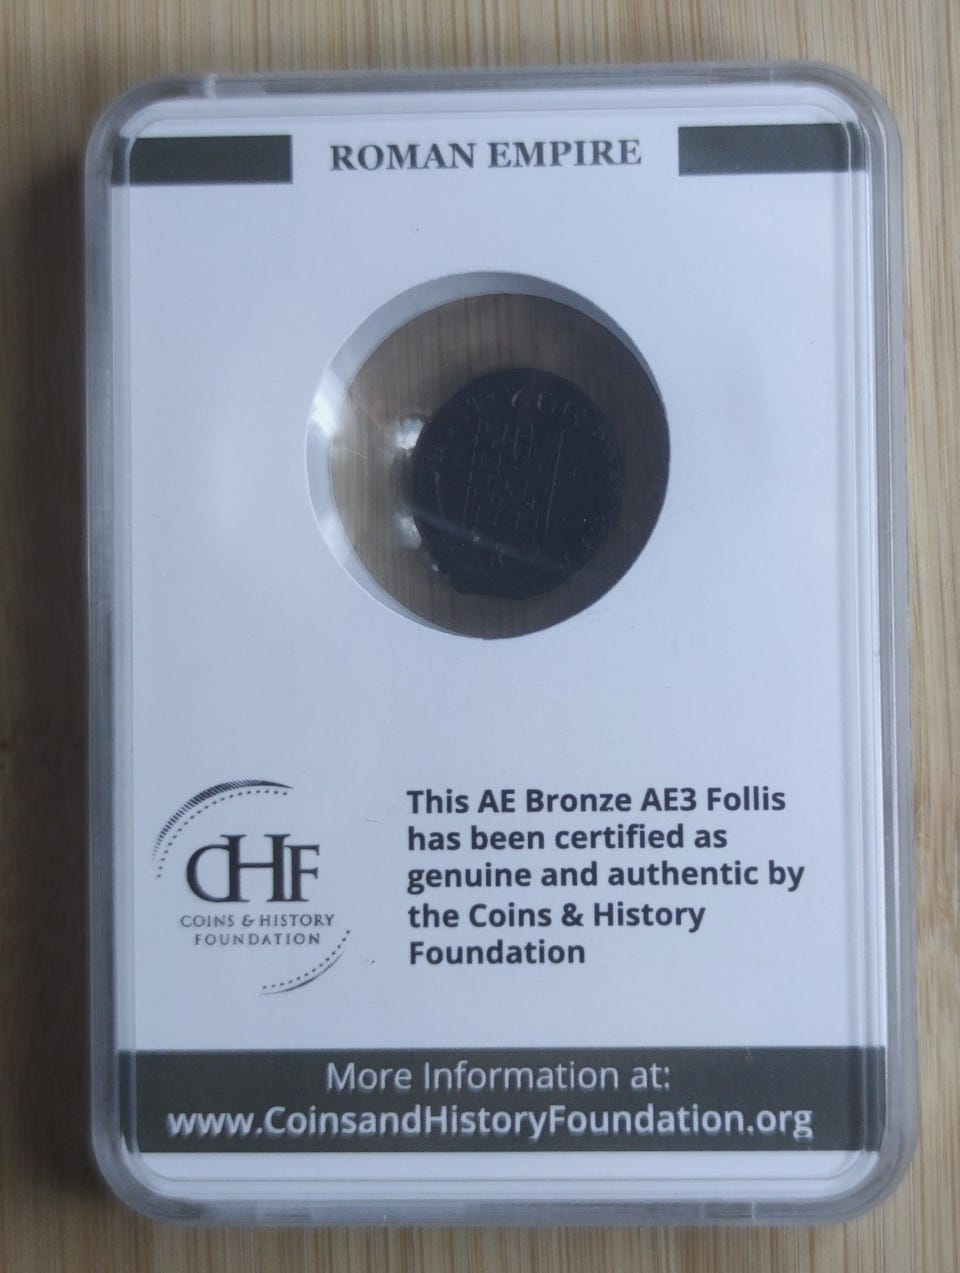 ROMAN EMPIRE
CHF
COINS & HISTORY
FOUNDATION
This AE Bronze AE3 Follis
has been certified as
genuine and authentic by
the Coins & History
Foundation
More Information at:
www.CoinsandHistoryFoundation.org